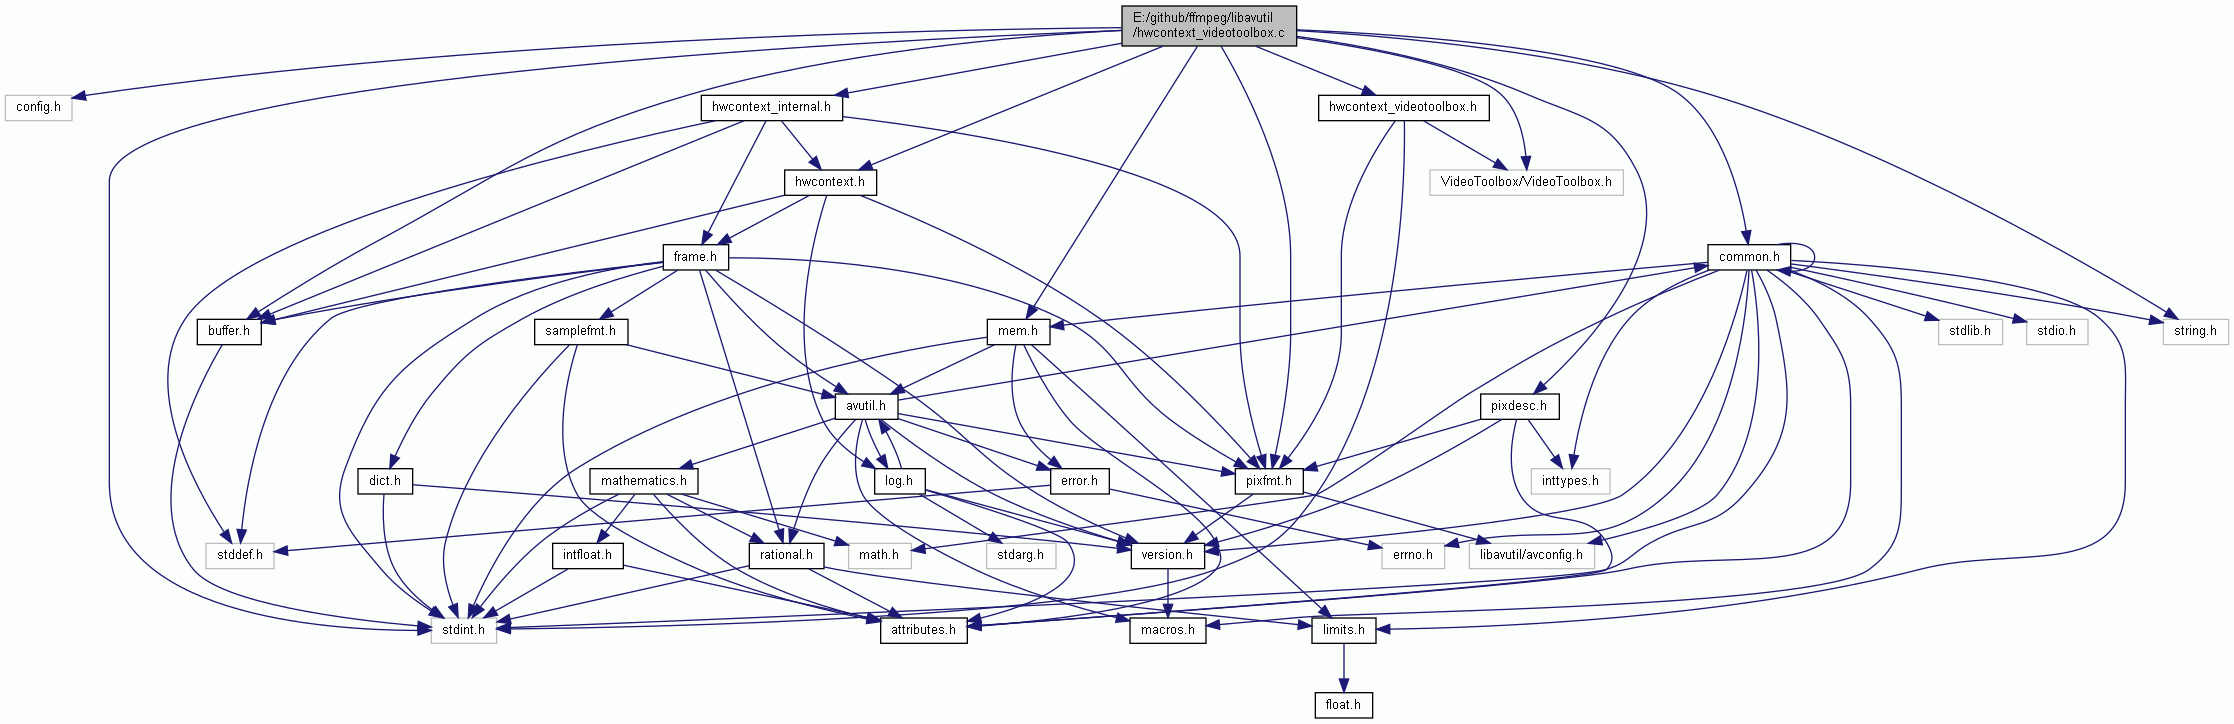 E:/github/ffmpeg/libavutil
/hwcontext_videotoolbox.c
config.h
hwcontext_internal.h
hwcontext_videotoolbox.h
hwcontext.h
VideoToolbox/VideoToolbox.h
frame.h
common.h
buffer.h
samplefmt.h
mem.h
stdlib.h
stdio.h
string.h
avutil.h
pixdesc.h
dict.h
mathematics.h
log.h
error.h
pixfmt.h
inttypes.h
stddef.h
intfloat.h
rational.h
math.h
stdarg.h
version.h
errno.h
libavutil/avconfig.h
stdint.h
attributes.h
macros.h
limits.h
float.h